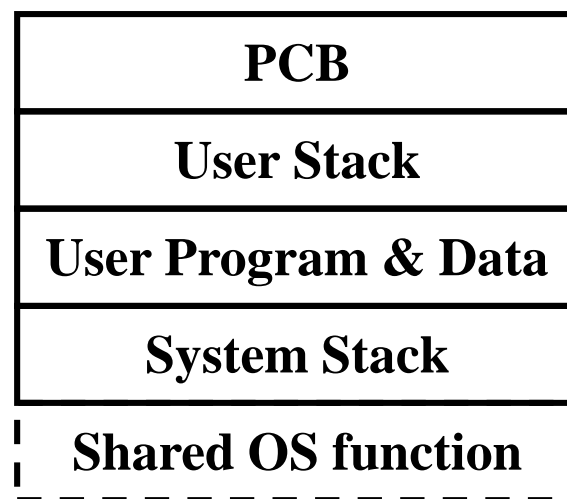 PCB
User Stack
User Program & Data
System Stack
Shared OS function